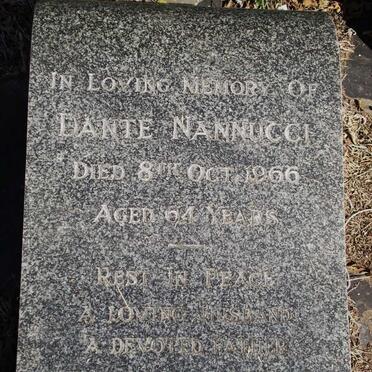 In Loving Memory Of
Dante Nannucci
Died 8th Oct. 1966
Aged 64 Years
Rest In Peace
A Loving Husband
A Devoted Father